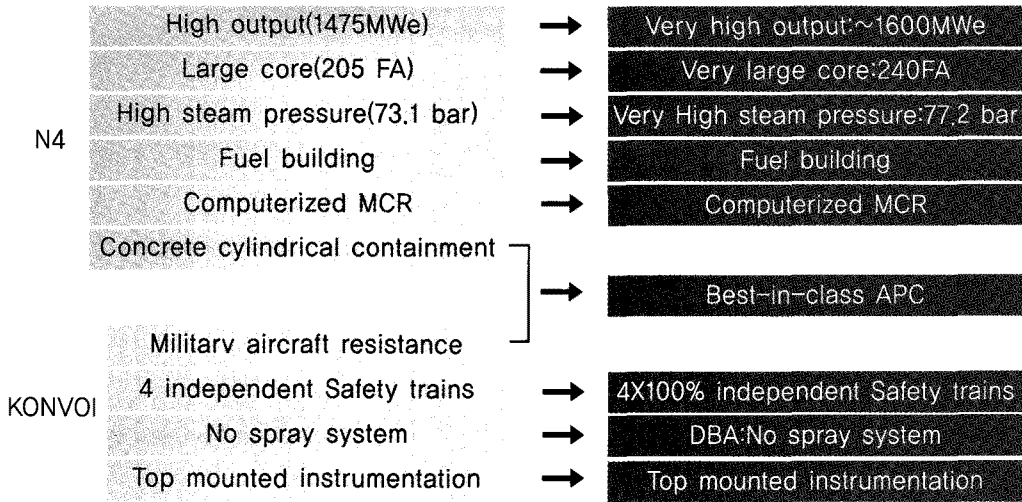 High output(1475MWe) → Very high output:~1600MWe
Large core(205 FA) → Very large core:240FA
High steam pressure(73.1 bar) → Very High steam pressure:77.2 bar
N4
Fuel building → Fuel building
Computerized MCR → Computerized MCR
Concrete cylindrical containment
→ Best-in-class APC
Military aircraft resistance
4 independent Safety trains → 4X100% independent Safety trains
KONVOI
No spray system → DBA:No spray system
Top mounted instrumentation → Top mounted instrumentation